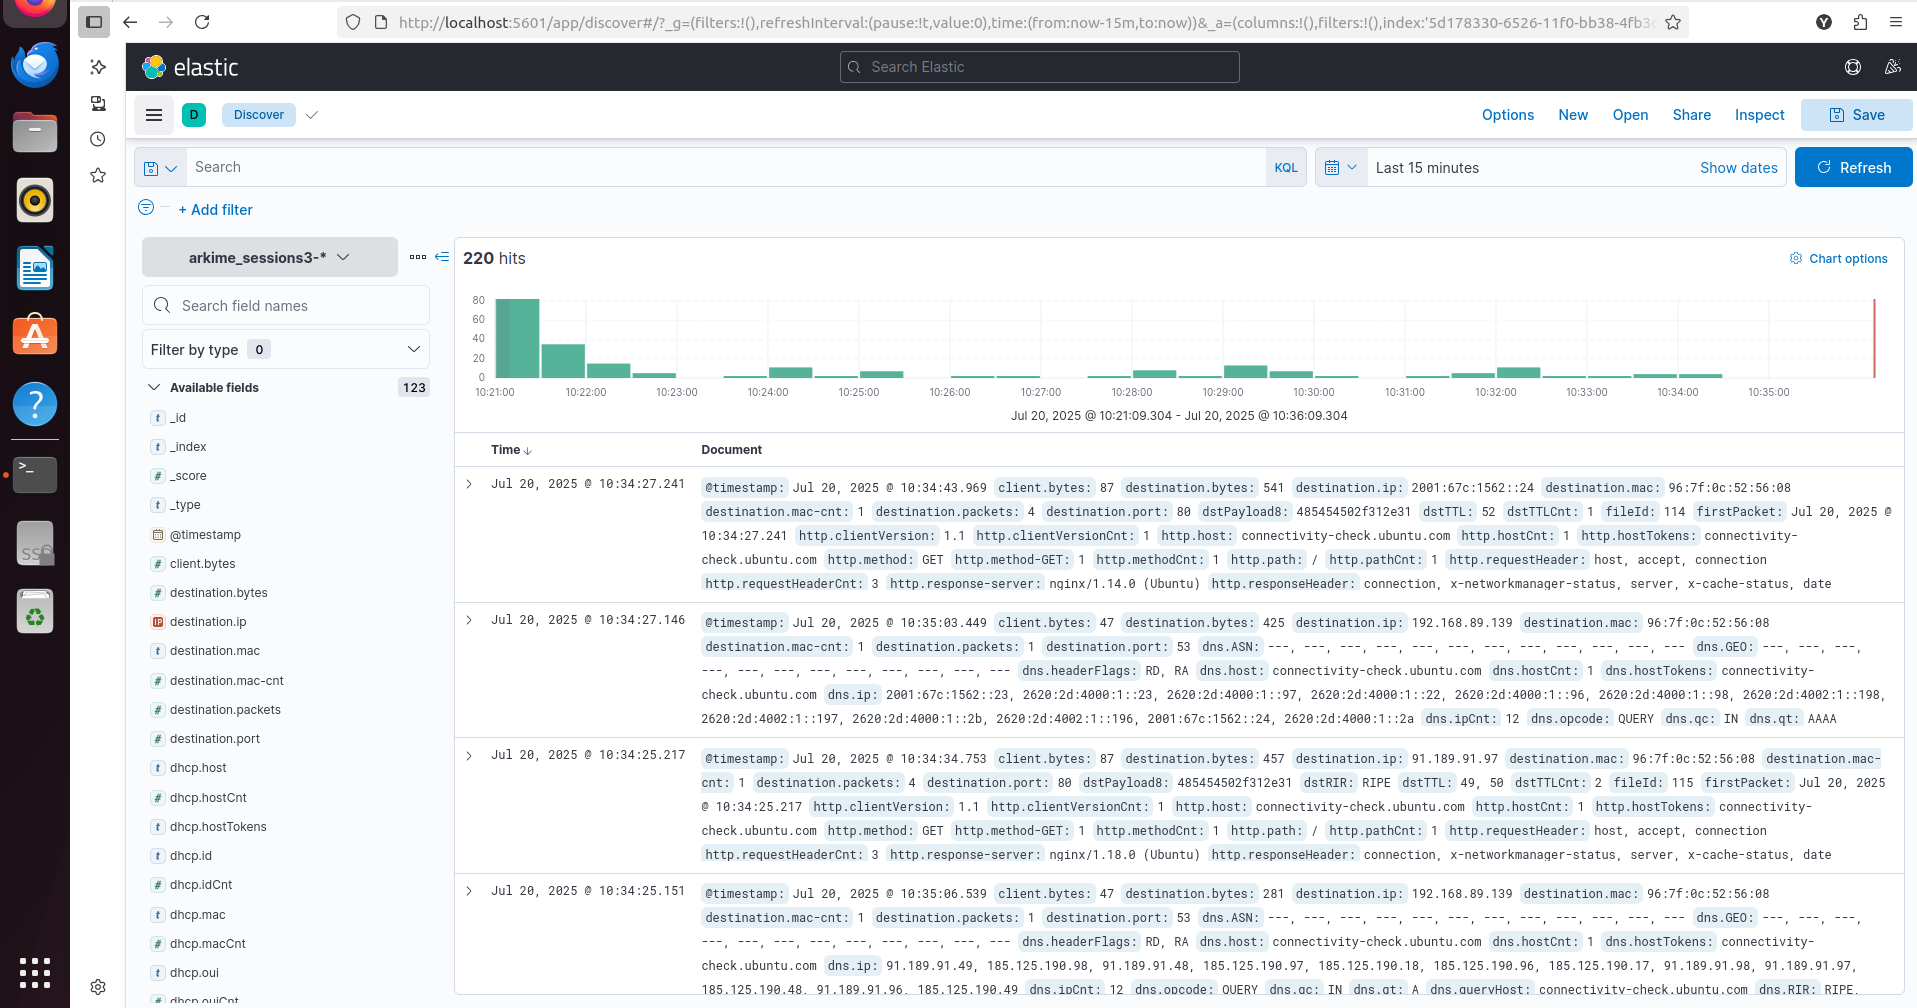 http://localhost:5601/app/discover#/?_g=(filters:!(),refreshInterval:(pause:!t,value:0),time:(from:now-15m,to:now))&_a=(columns:!(),filters:!(),index:'5d178330-6526-11f0-bb38-4fb3
Y
elastic
Search Elastic
D Discover
Options New Open Share Inspect Save
Search KQL
Last 15 minutes Show dates
Refresh
+ Add filter
arkime_sessions3-*
Search field names
Filter by type 0
Available fields 123
t _id
t _index
# _score
t _type
@timestamp
# client.bytes
# destination.bytes
IP destination.ip
t destination.mac
# destination.mac-cnt
# destination.packets
# destination.port
t dhcp.host
# dhcp.hostCnt
t dhcp.hostTokens
t dhcp.id
# dhcp.idCnt
t dhcp.mac
# dhcp.macCnt
t dhcp.oui
# dhcp.ouiCnt
220 hits
Chart options
80
60
40
20
0
10:21:00 10:22:00 10:23:00 10:24:00 10:25:00 10:26:00 10:27:00 10:28:00 10:29:00 10:30:00 10:31:00 10:32:00 10:33:00 10:34:00 10:35:00
Jul 20, 2025 @ 10:21:09.304 - Jul 20, 2025 @ 10:36:09.304
Time Document
Jul 20, 2025 @ 10:34:27.241
@timestamp: Jul 20, 2025 @ 10:34:43.969 client.bytes: 87 destination.bytes: 541 destination.ip: 2001:67c:1562::24 destination.mac: 96:7f:0c:52:56:08
destination.mac-cnt: 1 destination.packets: 4 destination.port: 80 dstPayload8: 485454502f312e31 dstTTL: 52 dstTTLCnt: 1 fileId: 114 firstPacket: Jul 20, 2025 @
10:34:27.241 http.clientVersion: 1.1 http.clientVersionCnt: 1 http.host: connectivity-check.ubuntu.com http.hostCnt: 1 http.hostTokens: connectivity-
check.ubuntu.com http.method: GET http.method-GET: 1 http.methodCnt: 1 http.path: / http.pathCnt: 1 http.requestHeader: host, accept, connection
http.requestHeaderCnt: 3 http.response-server: nginx/1.14.0 (Ubuntu) http.responseHeader: connection, x-networkmanager-status, server, x-cache-status, date
Jul 20, 2025 @ 10:34:27.146
@timestamp: Jul 20, 2025 @ 10:35:03.449 client.bytes: 47 destination.bytes: 425 destination.ip: 192.168.89.139 destination.mac: 96:7f:0c:52:56:08
destination.mac-cnt: 1 destination.packets: 1 destination.port: 53 dns.ASN: ---, ---, ---, ---, ---, ---, ---, ---, ---, ---, ---, --- dns.GEO: ---, ---, ---,
---, ---, ---, ---, ---, ---, ---, ---, --- dns.headerFlags: RD, RA dns.host: connectivity-check.ubuntu.com dns.hostCnt: 1 dns.hostTokens: connectivity-
check.ubuntu.com dns.ip: 2001:67c:1562::23, 2620:2d:4000:1::23, 2620:2d:4000:1::97, 2620:2d:4000:1::22, 2620:2d:4000:1::96, 2620:2d:4000:1::98, 2620:2d:4002:1::198,
2620:2d:4002:1::197, 2620:2d:4000:1::2b, 2620:2d:4002:1::196, 2001:67c:1562::24, 2620:2d:4000:1::2a dns.ipCnt: 12 dns.opcode: QUERY dns.qc: IN dns.qt: AAAA
Jul 20, 2025 @ 10:34:25.217
@timestamp: Jul 20, 2025 @ 10:34:34.753 client.bytes: 87 destination.bytes: 457 destination.ip: 91.189.91.97 destination.mac: 96:7f:0c:52:56:08 destination.mac-
cnt: 1 destination.packets: 4 destination.port: 80 dstPayload8: 485454502f312e31 dstRIR: RIPE dstTTL: 49, 50 dstTTLCnt: 2 fileId: 115 firstPacket: Jul 20, 2025
@ 10:34:25.217 http.clientVersion: 1.1 http.clientVersionCnt: 1 http.host: connectivity-check.ubuntu.com http.hostCnt: 1 http.hostTokens: connectivity-
check.ubuntu.com http.method: GET http.method-GET: 1 http.methodCnt: 1 http.path: / http.pathCnt: 1 http.requestHeader: host, accept, connection
http.requestHeaderCnt: 3 http.response-server: nginx/1.18.0 (Ubuntu) http.responseHeader: connection, x-networkmanager-status, server, x-cache-status, date
Jul 20, 2025 @ 10:34:25.151
@timestamp: Jul 20, 2025 @ 10:35:06.539 client.bytes: 47 destination.bytes: 281 destination.ip: 192.168.89.139 destination.mac: 96:7f:0c:52:56:08
destination.mac-cnt: 1 destination.packets: 1 destination.port: 53 dns.ASN: ---, ---, ---, ---, ---, ---, ---, ---, ---, ---, ---, --- dns.GEO: ---, ---, ---,
---, ---, ---, ---, ---, ---, ---, ---, --- dns.headerFlags: RD, RA dns.host: connectivity-check.ubuntu.com dns.hostCnt: 1 dns.hostTokens: connectivity-
check.ubuntu.com dns.ip: 91.189.91.49, 185.125.190.98, 91.189.91.48, 185.125.190.97, 185.125.190.18, 185.125.190.96, 185.125.190.17, 91.189.91.98, 91.189.91.97,
185.125.190.48, 91.189.91.96, 185.125.190.49 dns.ipCnt: 12 dns.opcode: QUERY dns.qc: IN dns.qt: A dns.queryHost: connectivity-check.ubuntu.com dns.RIR: RIPE,